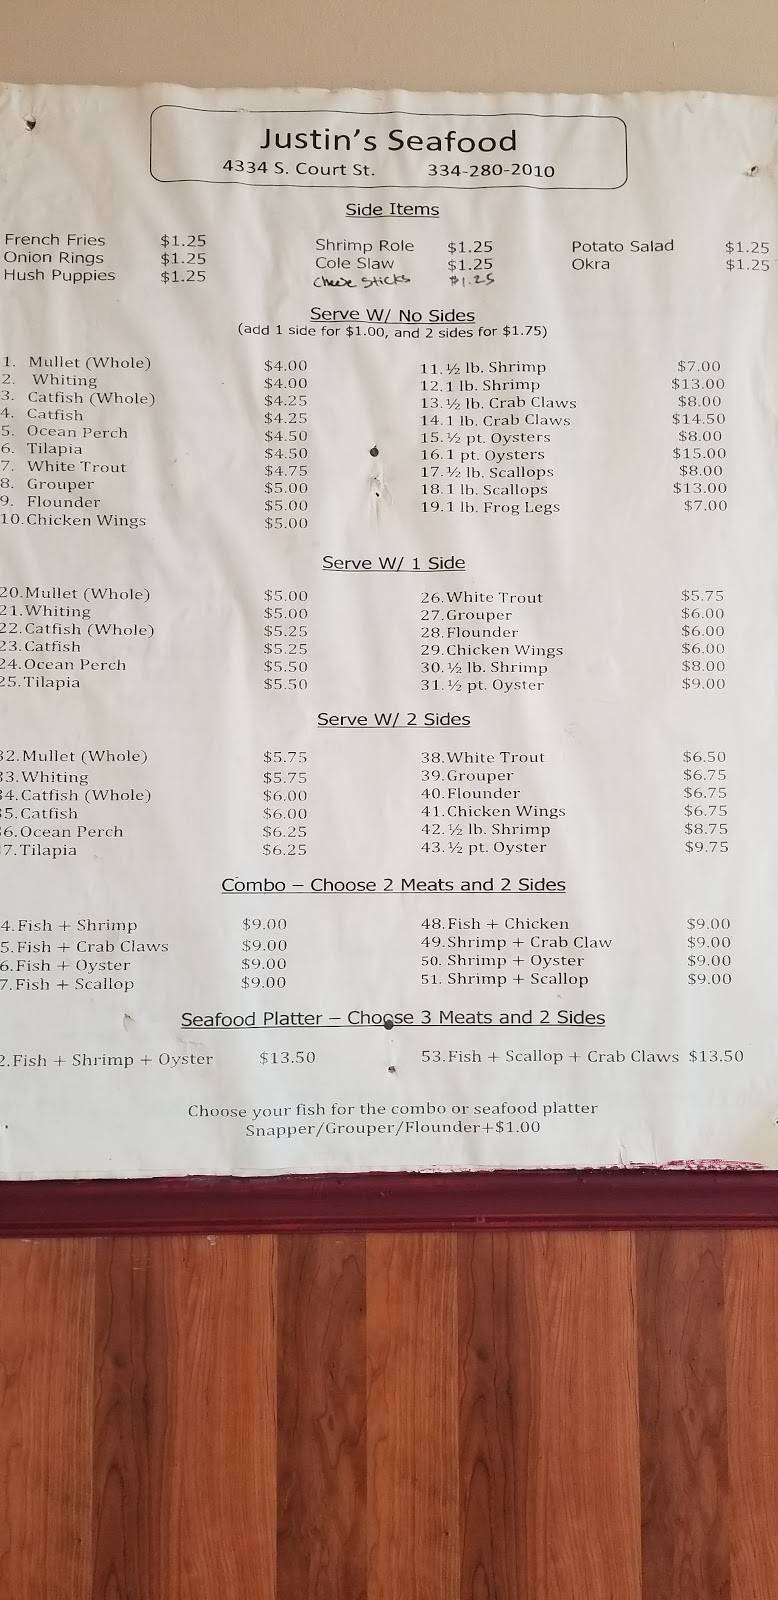 Justin's Seafood
4334 S. Court St. 334-280-2010
Side Items
French Fries $1.25
Onion Rings $1.25
Hush Puppies $1.25
Shrimp Role $1.25
Cole Slaw $1.25
Cheese Sticks $1.25
Potato Salad $1.25
Okra $1.25
Serve W/ No Sides
(add 1 side for $1.00, and 2 sides for $1.75)
1. Mullet (Whole) $4.00
2. Whiting $4.00
3. Catfish (Whole) $4.25
4. Catfish $4.25
5. Ocean Perch $4.50
6. Tilapia $4.50
7. White Trout $4.75
8. Grouper $5.00
9. Flounder $5.00
10. Chicken Wings $5.00
11. ½ lb. Shrimp $7.00
12. 1 lb. Shrimp $13.00
13. ½ lb. Crab Claws $8.00
14. 1 lb. Crab Claws $14.50
15. ½ pt. Oysters $8.00
16. 1 pt. Oysters $15.00
17. ½ lb. Scallops $8.00
18. 1 lb. Scallops $13.00
19. 1 lb. Frog Legs $7.00
Serve W/ 1 Side
20. Mullet (Whole) $5.00
21. Whiting $5.00
22. Catfish (Whole) $5.25
23. Catfish $5.25
24. Ocean Perch $5.50
25. Tilapia $5.50
26. White Trout $5.75
27. Grouper $6.00
28. Flounder $6.00
29. Chicken Wings $6.00
30. ½ lb. Shrimp $8.00
31. ½ pt. Oyster $9.00
Serve W/ 2 Sides
32. Mullet (Whole) $5.75
33. Whiting $5.75
34. Catfish (Whole) $6.00
35. Catfish $6.00
36. Ocean Perch $6.25
7. Tilapia $6.25
38. White Trout $6.50
39. Grouper $6.75
40. Flounder $6.75
41. Chicken Wings $6.75
42. ½ lb. Shrimp $8.75
43. ½ pt. Oyster $9.75
Combo – Choose 2 Meats and 2 Sides
4. Fish + Shrimp $9.00
5. Fish + Crab Claws $9.00
6. Fish + Oyster $9.00
7. Fish + Scallop $9.00
48. Fish + Chicken $9.00
49. Shrimp + Crab Claw $9.00
50. Shrimp + Oyster $9.00
51. Shrimp + Scallop $9.00
Seafood Platter – Choose 3 Meats and 2 Sides
2. Fish + Shrimp + Oyster $13.50
53. Fish + Scallop + Crab Claws $13.50
Choose your fish for the combo or seafood platter
Snapper/Grouper/Flounder+$1.00